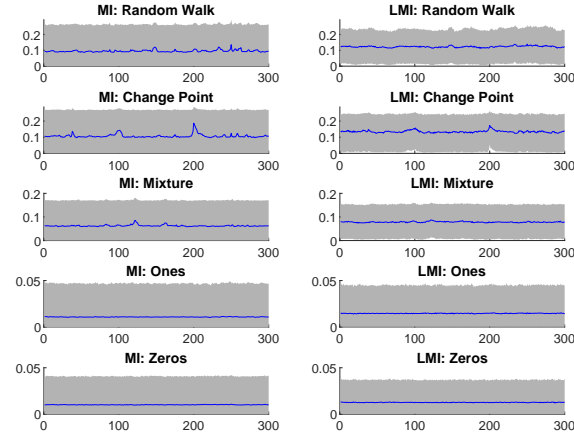 MI: Random Walk
0.2
0.1
0
0 100 200 300
LMI: Random Walk
0.2
0.1
0
0 100 200 300
MI: Change Point
0.2
0.1
0
0 100 200 300
LMI: Change Point
0.2
0.1
0
0 100 200 300
MI: Mixture
0.2
0.1
0
0 100 200 300
LMI: Mixture
0.2
0.1
0
0 100 200 300
MI: Ones
0.05
0
0 100 200 300
LMI: Ones
0.05
0
0 100 200 300
MI: Zeros
0.05
0
0 100 200 300
LMI: Zeros
0.05
0
0 100 200 300